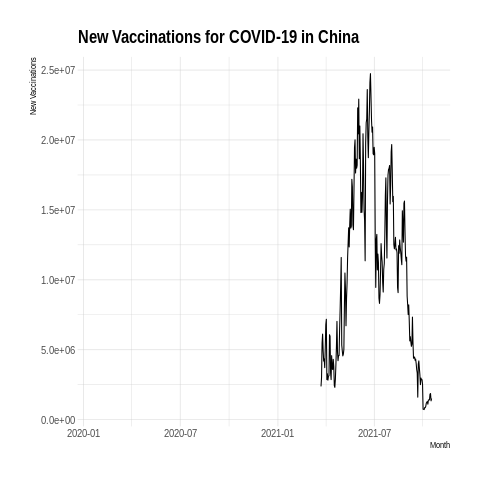 New Vaccinations for COVID-19 in China
New Vaccinations
2.5e+07
2.0e+07
1.5e+07
1.0e+07
5.0e+06
0.0e+00
2020-01
2020-07
2021-01
2021-07
Month